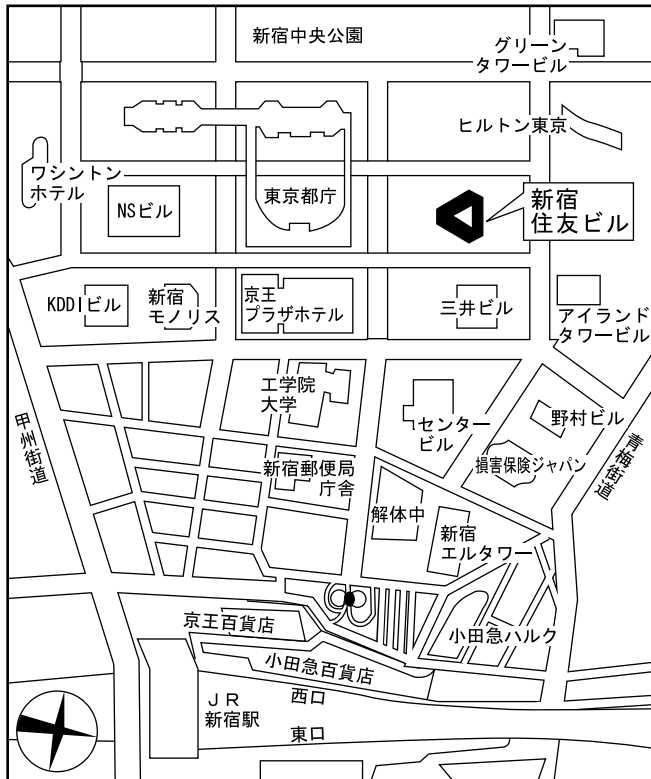 新宿中央公園
グリーン
タワービル
ヒルトン東京
ワシントン
ホテル
NSビル
東京都庁
新宿
住友ビル
KDDIビル
新宿
モノリス
京王
プラザホテル
三井ビル
アイランド
タワービル
工学院
大学
センター
ビル
野村ビル
甲州街道
新宿郵便局
庁舎
損害保険ジャパン
青梅街道
解体中
新宿
エルタワー
京王百貨店
小田急ハルク
小田急百貨店
JR
新宿駅
西口
東口